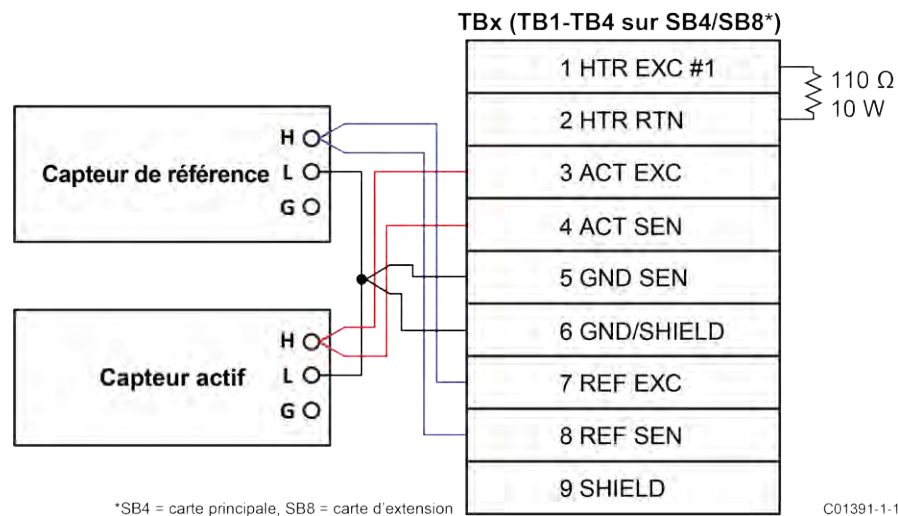 TBx (TB1-TB4 sur SB4/SB8*)
1 HTR EXC #1
110 Ω
10 W
2 HTR RTN
Capteur de référence
H
L
G
3 ACT EXC
4 ACT SEN
5 GND SEN
6 GND/SHIELD
Capteur actif
H
L
G
7 REF EXC
8 REF SEN
9 SHIELD
*SB4 = carte principale, SB8 = carte d'extension
C01391-1-1